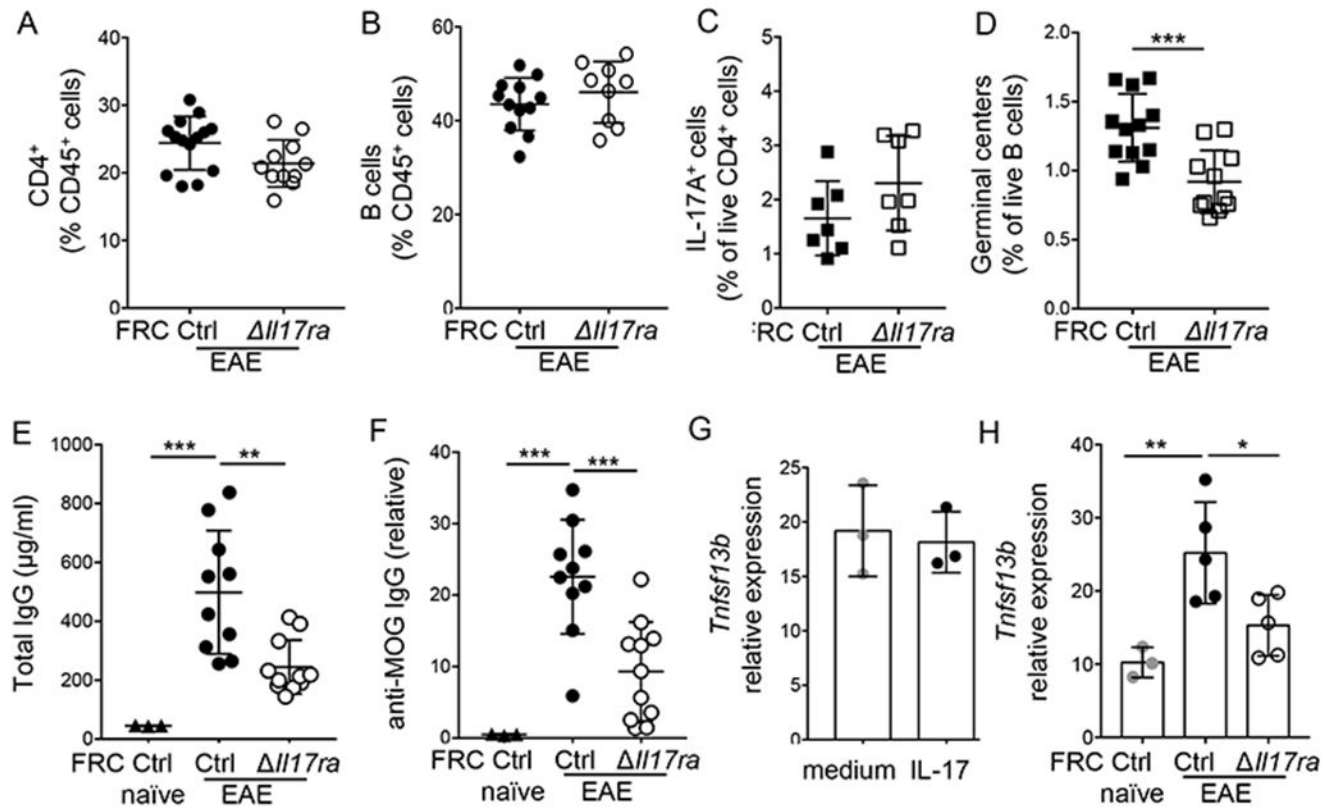 A
CD4⁺
(% CD45⁺ cells)
40
30
20
10
0
FRC Ctrl ΔIl17ra
EAE
B
B cells
(% CD45⁺ cells)
60
40
20
0
FRC Ctrl ΔIl17ra
EAE
C
IL-17A⁺ cells
(% of live CD4⁺ cells)
5
4
3
2
1
0
FRC Ctrl ΔIl17ra
EAE
D
Germinal centers
(% of live B cells)
2.0
1.5
1.0
0.5
0.0
***
FRC Ctrl ΔIl17ra
EAE
E
Total IgG (µg/ml)
1000
800
600
400
200
0
*** **
FRC Ctrl Ctrl ΔIl17ra
naïve EAE
F
anti-MOG IgG (relative)
40
30
20
10
0
*** ***
FRC Ctrl Ctrl ΔIl17ra
naïve EAE
G
Tnfsf13b
relative expression
25
20
15
10
5
0
medium IL-17
H
Tnfsf13b
relative expression
40
30
20
10
0
** *
FRC Ctrl Ctrl ΔIl17ra
naïve EAE